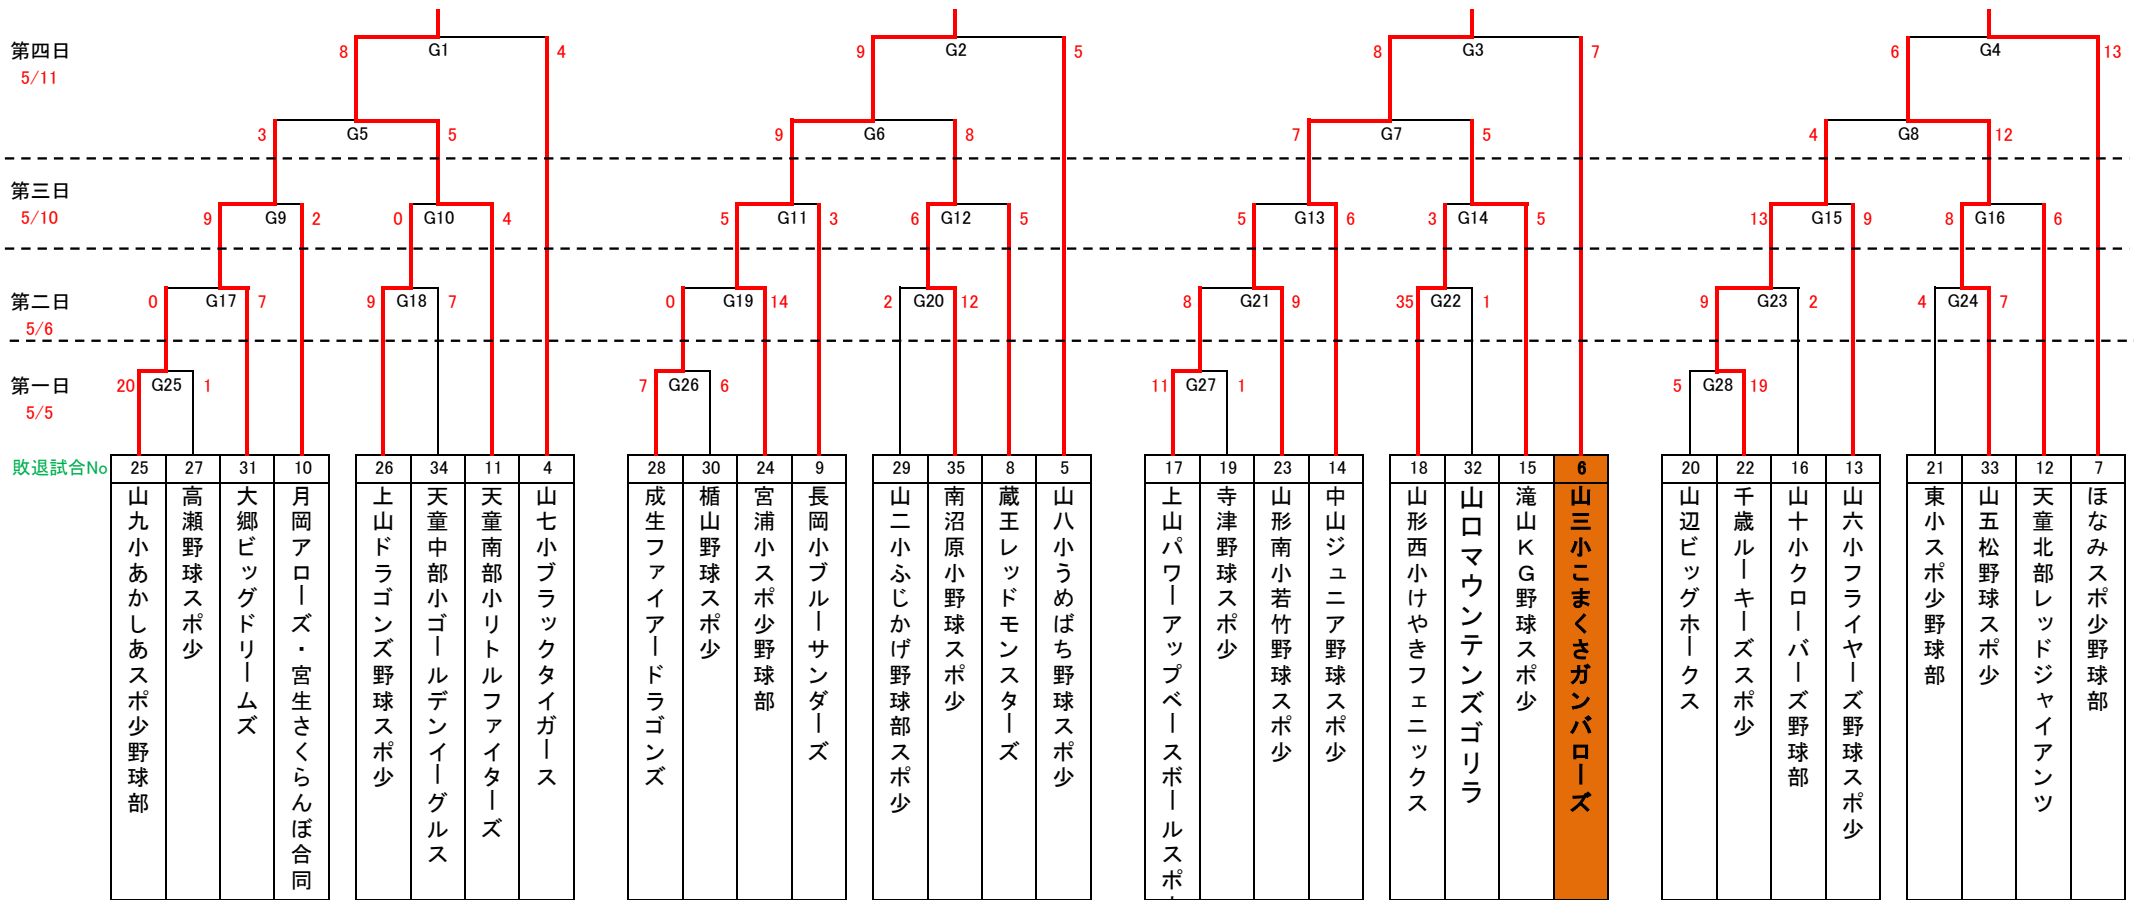 第四日
5/11
8 G1 4
9 G2 5
8 G3 7
6 G4 13
3 G5 5
9 G6 8
7 G7 5
4 G8 12
第三日
5/10
9 G9 2
0 G10 4
5 G11 3
6 G12 5
5 G13 6
3 G14 5
13 G15 9
8 G16 6
第二日
5/6
0 G17 7
9 G18 7
0 G19 14
2 G20 12
8 G21 9
35 G22 1
9 G23 2
4 G24 7
第一日
5/5
20 G25 1
7 G26 6
11 G27 1
5 G28 19
敗退試合No
25 山九小あかしあスポ少野球部
27 高瀬野球スポ少
31 大郷ビッグドリームズ
10 月岡アローズ・宮生さくらんぼ合同
26 上山ドラゴンズ野球スポ少
34 天童中部小ゴールデンイーグルス
11 天童南部小リトルファイターズ
4 山七小ブラックタイガース
28 成生ファイアードラゴンズ
30 楯山野球スポ少
24 宮浦小スポ少野球部
9 長岡小ブルーサンダーズ
29 山二小ふじかげ野球部スポ少
35 南沼原小野球スポ少
8 蔵王レッドモンスターズ
5 山八小うめばち野球スポ少
17 上山パワーアップベースボールスポ
19 寺津野球スポ少
23 山形南小若竹野球スポ少
14 中山ジュニア野球スポ少
18 山形西小けやきフェニックス
32 山口マウンテンズゴリラ
15 滝山KG野球スポ少
6 山三小こまくさガンバローズ
20 山辺ビッグホークス
22 千歳ルーキーズスポ少
16 山十小クローバーズ野球部
13 山六小フライヤーズ野球スポ少
21 東小スポ少野球部
33 山五松野球スポ少
12 天童北部レッドジャイアンツ
7 ほなみスポ少野球部